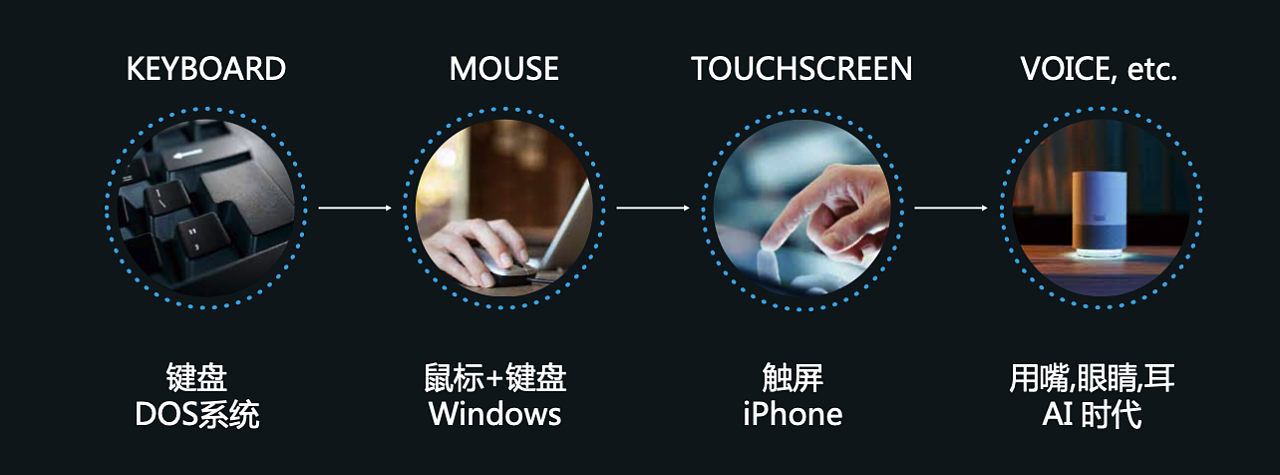 KEYBOARD
MOUSE
TOUCHSCREEN
VOICE, etc.
键盘
DOS系统
鼠标+键盘
Windows
触屏
iPhone
用嘴,眼睛,耳
AI 时代